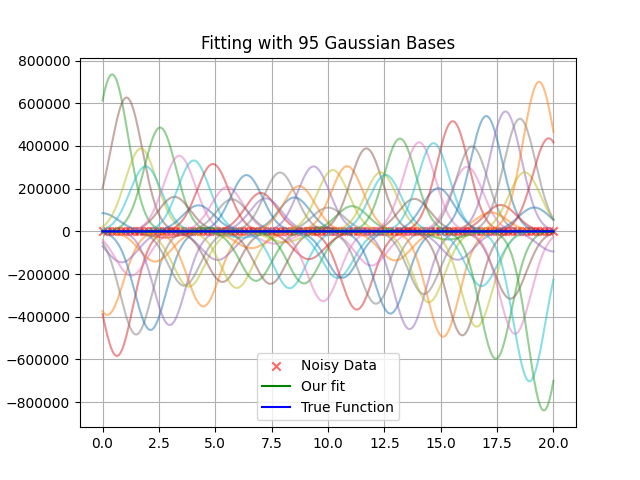 Fitting with 95 Gaussian Bases
800000
600000
400000
200000
0
−200000
−400000
−600000
−800000
0.0 2.5 5.0 7.5 10.0 12.5 15.0 17.5 20.0
Noisy Data
Our fit
True Function